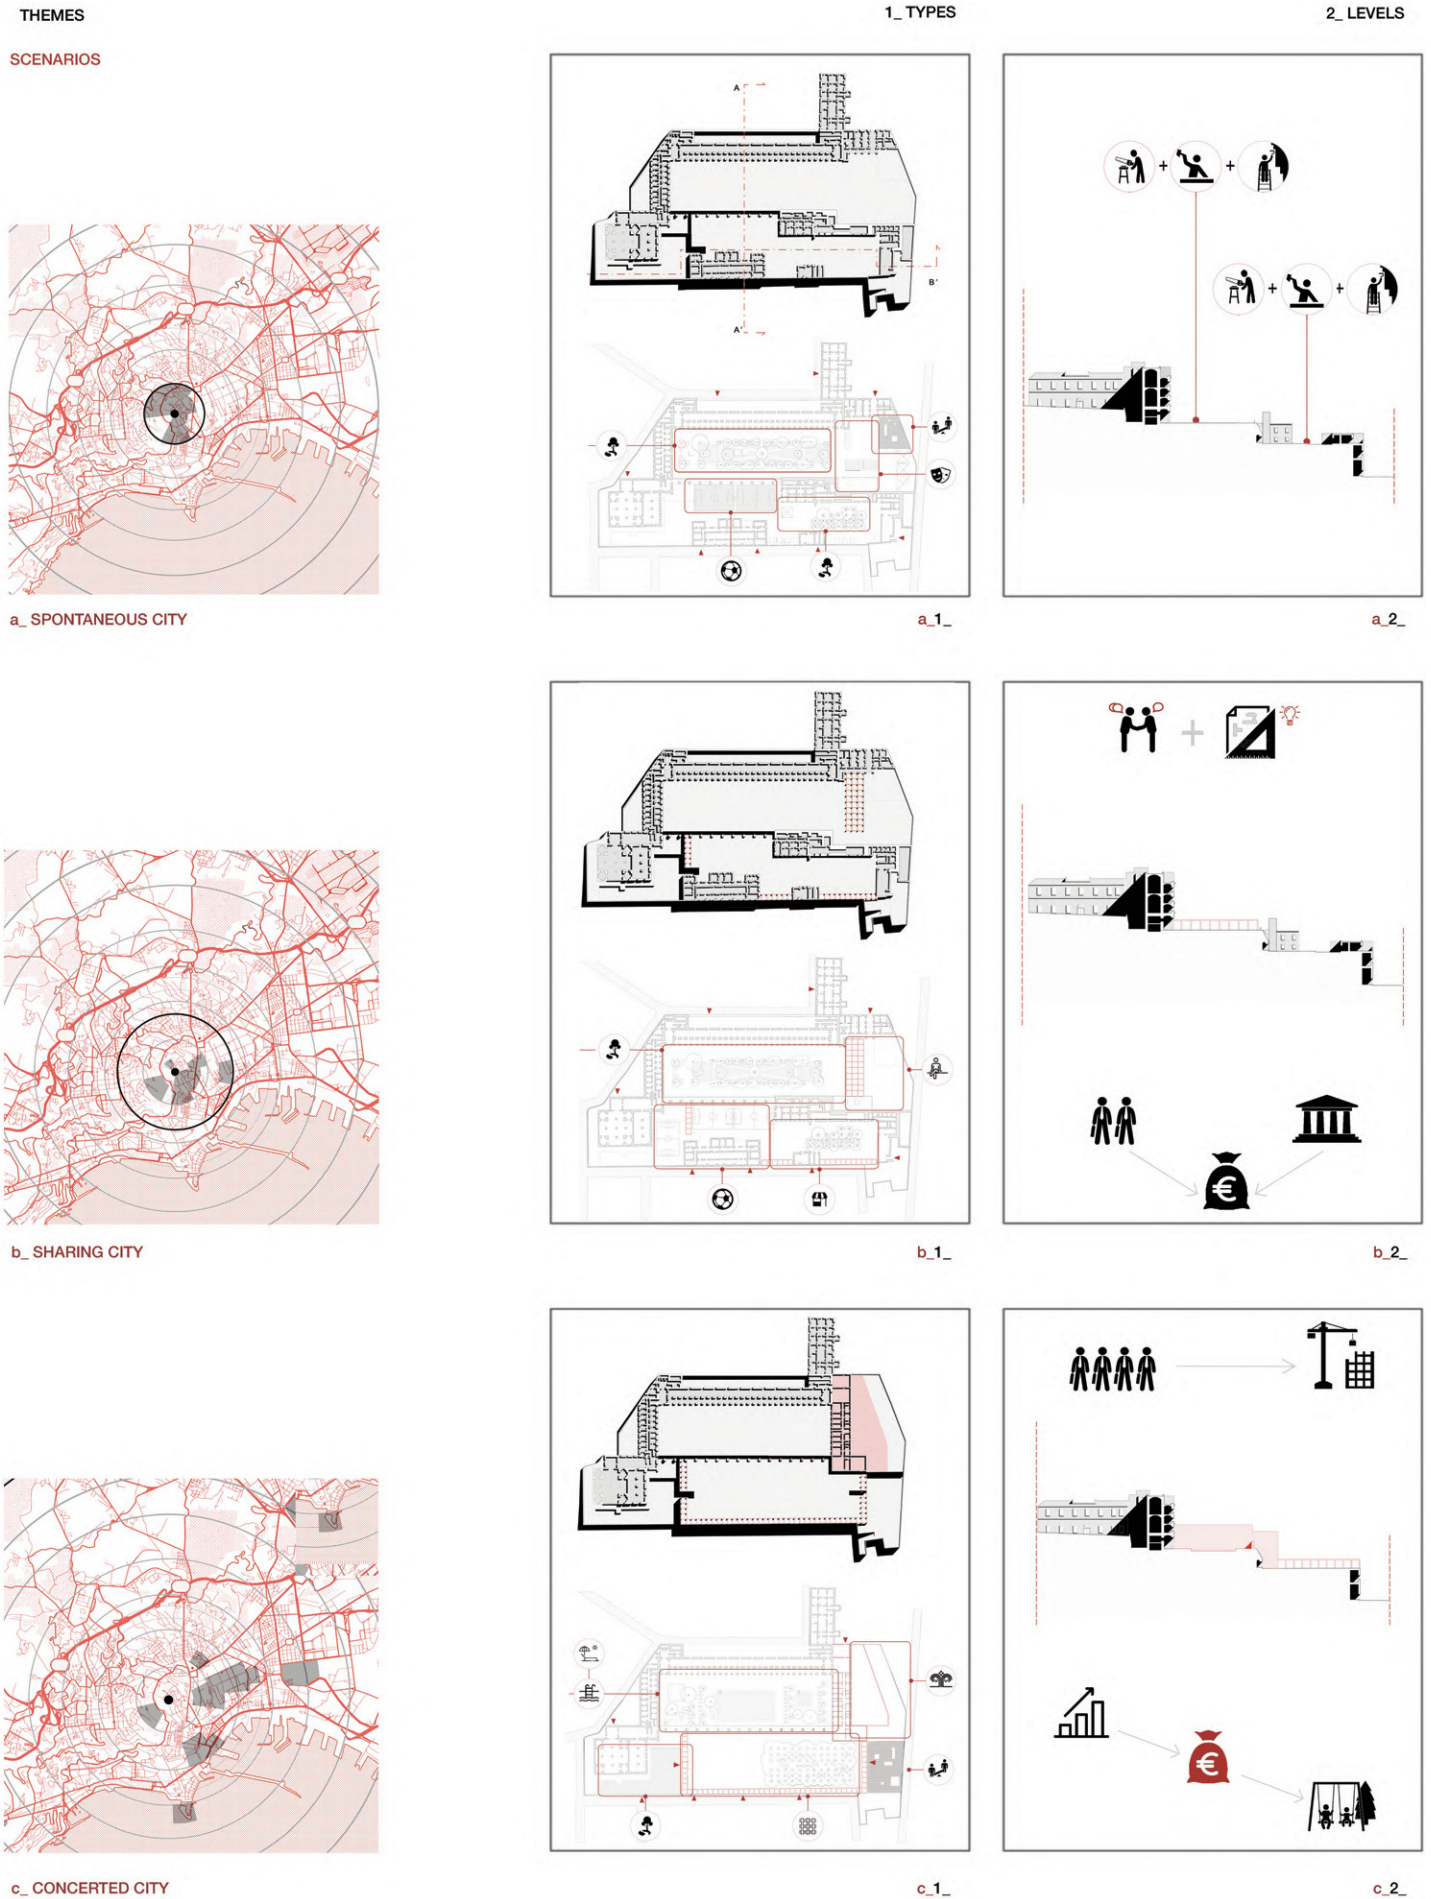 THEMES
1_ TYPES
2_ LEVELS
SCENARIOS
A
B'
A'
a_ SPONTANEOUS CITY
a_1_
a_2_
€
b_ SHARING CITY
b_1_
b_2_
€
c_ CONCERTED CITY
c_1_
c_2_